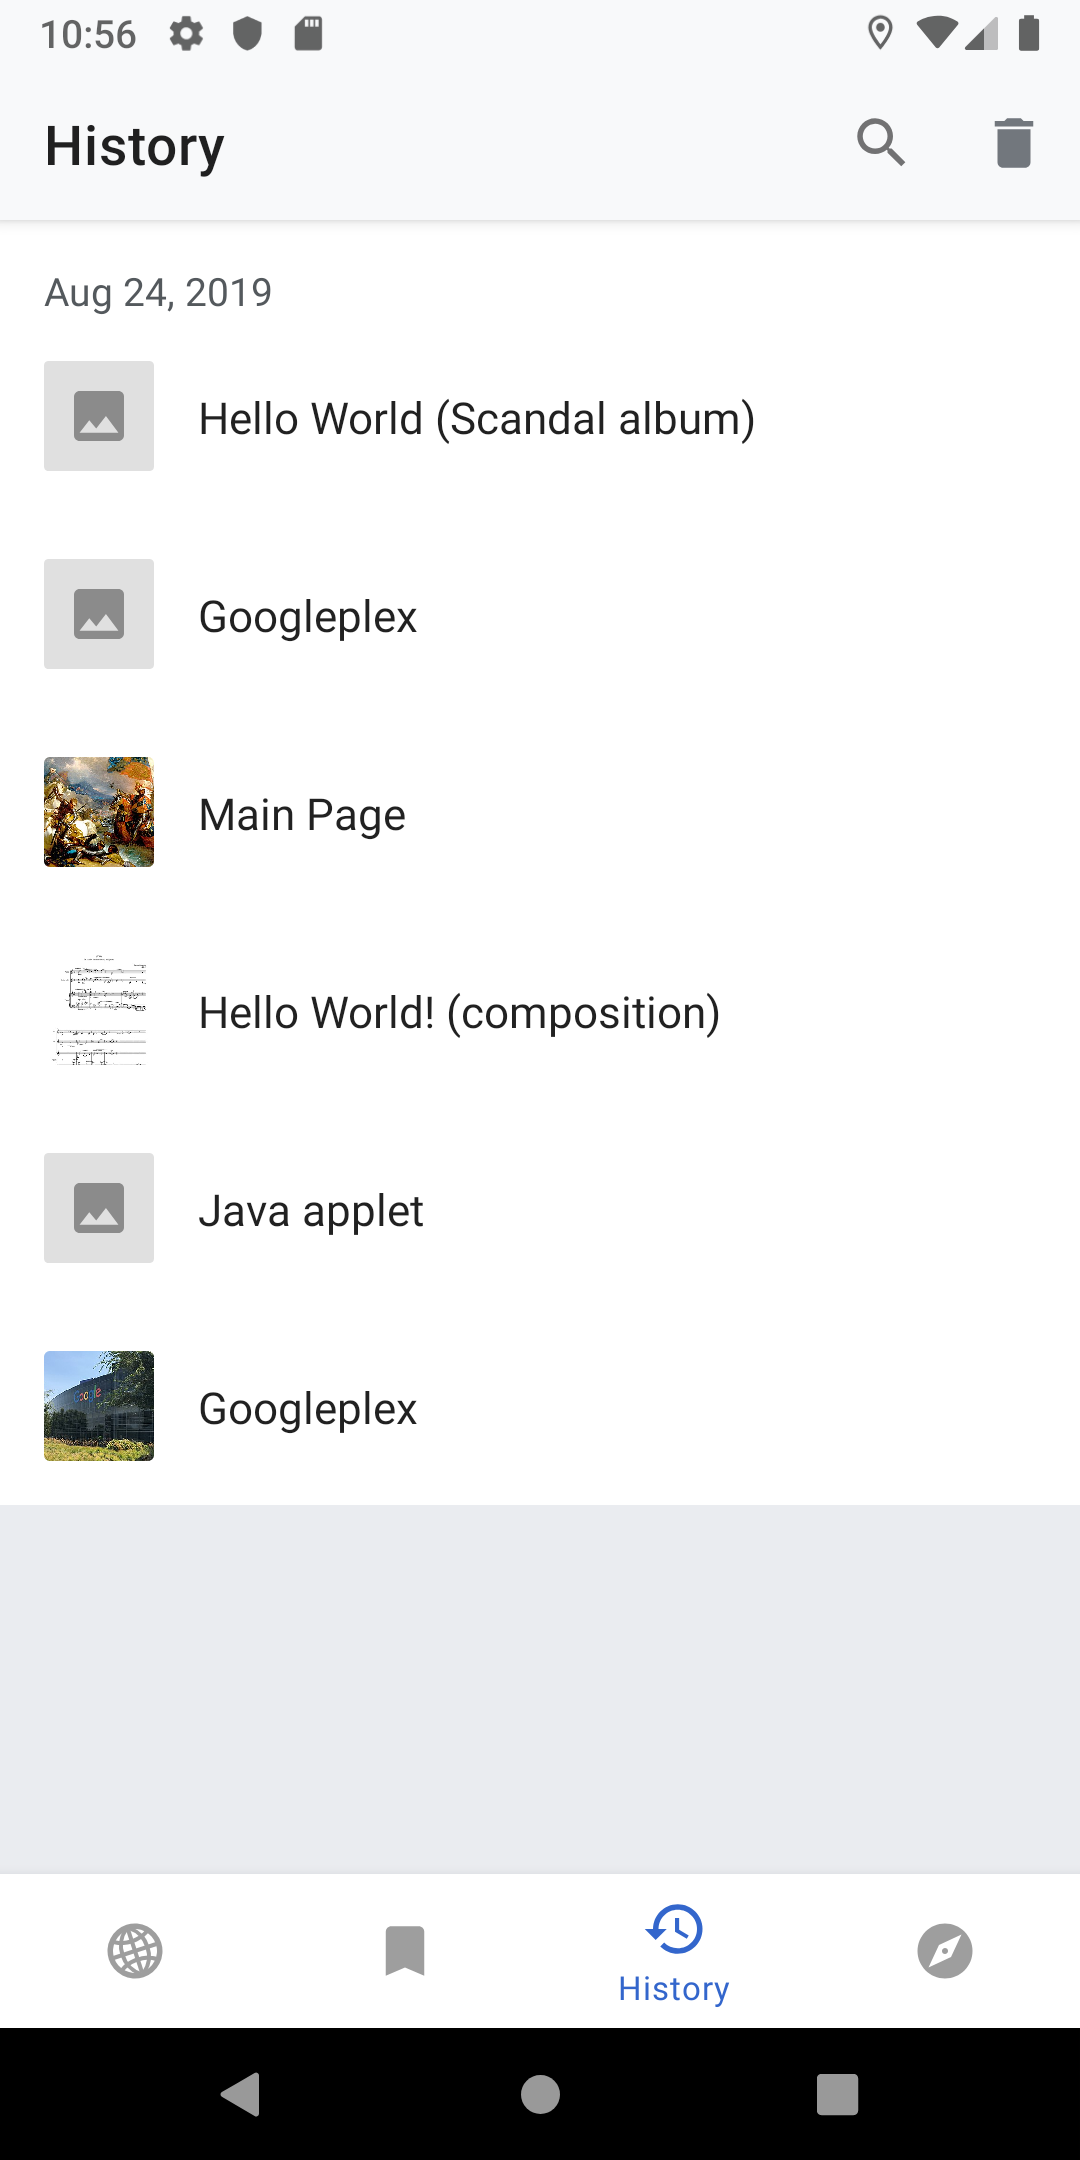 10:56
History
Aug 24, 2019
Hello World (Scandal album)
Googleplex
Main Page
Hello World! (composition)
Java applet
Google
Googleplex
History